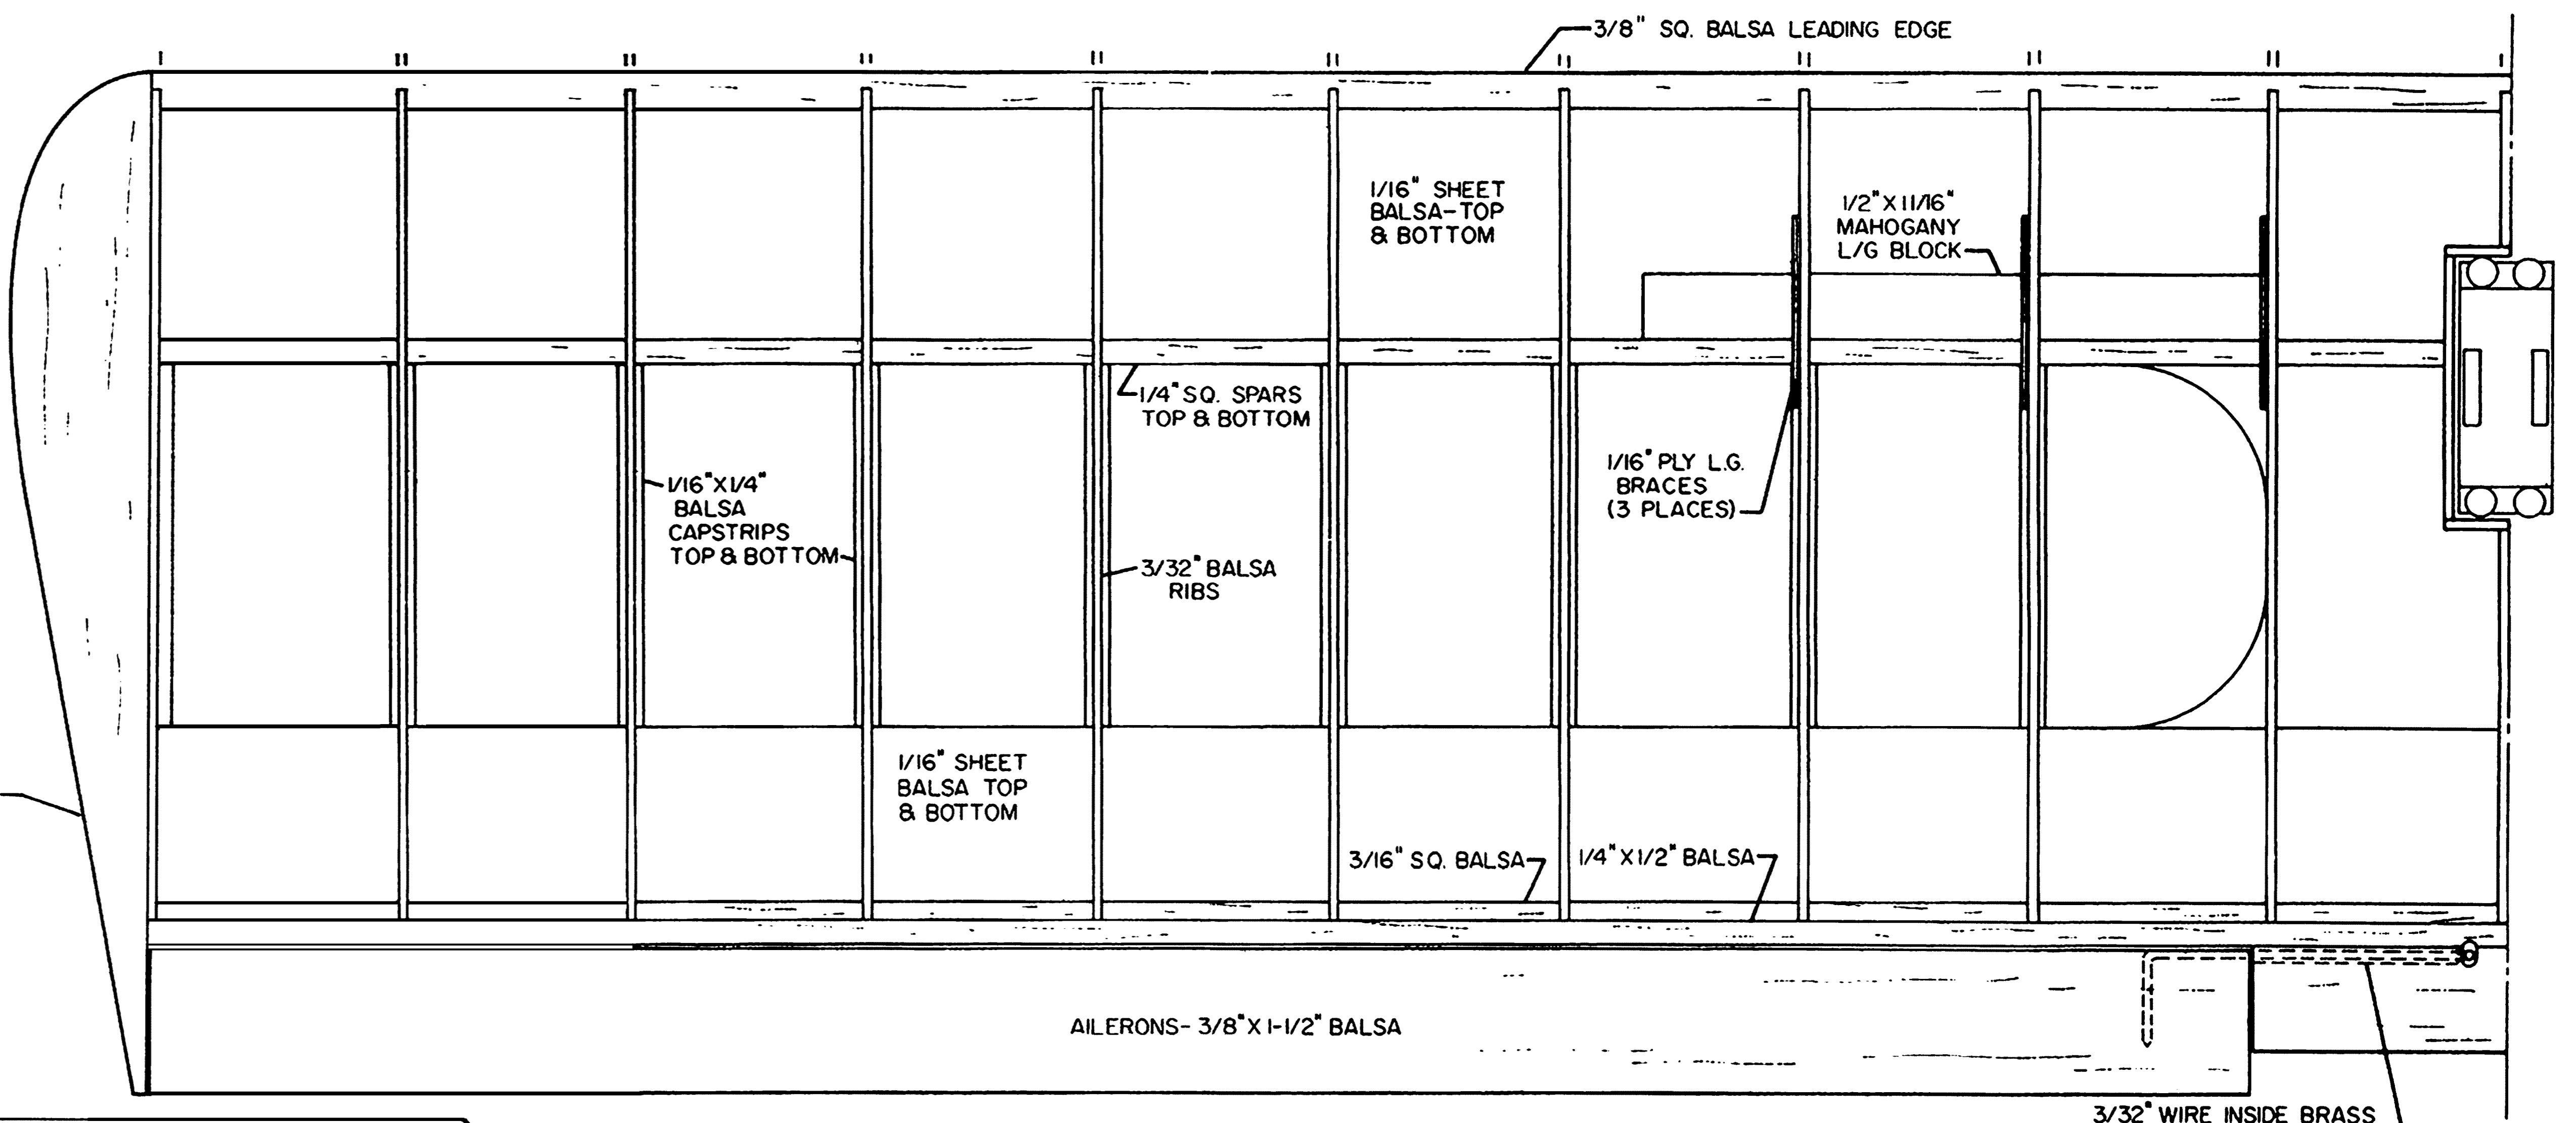 3/8" SQ. BALSA LEADING EDGE
1/16" SHEET
BALSA-TOP
& BOTTOM
1/2" X 11/16"
MAHOGANY
L/G BLOCK
1/4" SQ. SPARS
TOP & BOTTOM
1/16" PLY L.G.
BRACES
(3 PLACES)
1/16" X 1/4"
BALSA
CAPSTRIPS
TOP & BOTTOM
3/32" BALSA
RIBS
1/16" SHEET
BALSA TOP
& BOTTOM
3/16" SQ. BALSA
1/4" X 1/2" BALSA
AILERONS- 3/8" X 1-1/2" BALSA
3/32" WIRE INSIDE BRASS